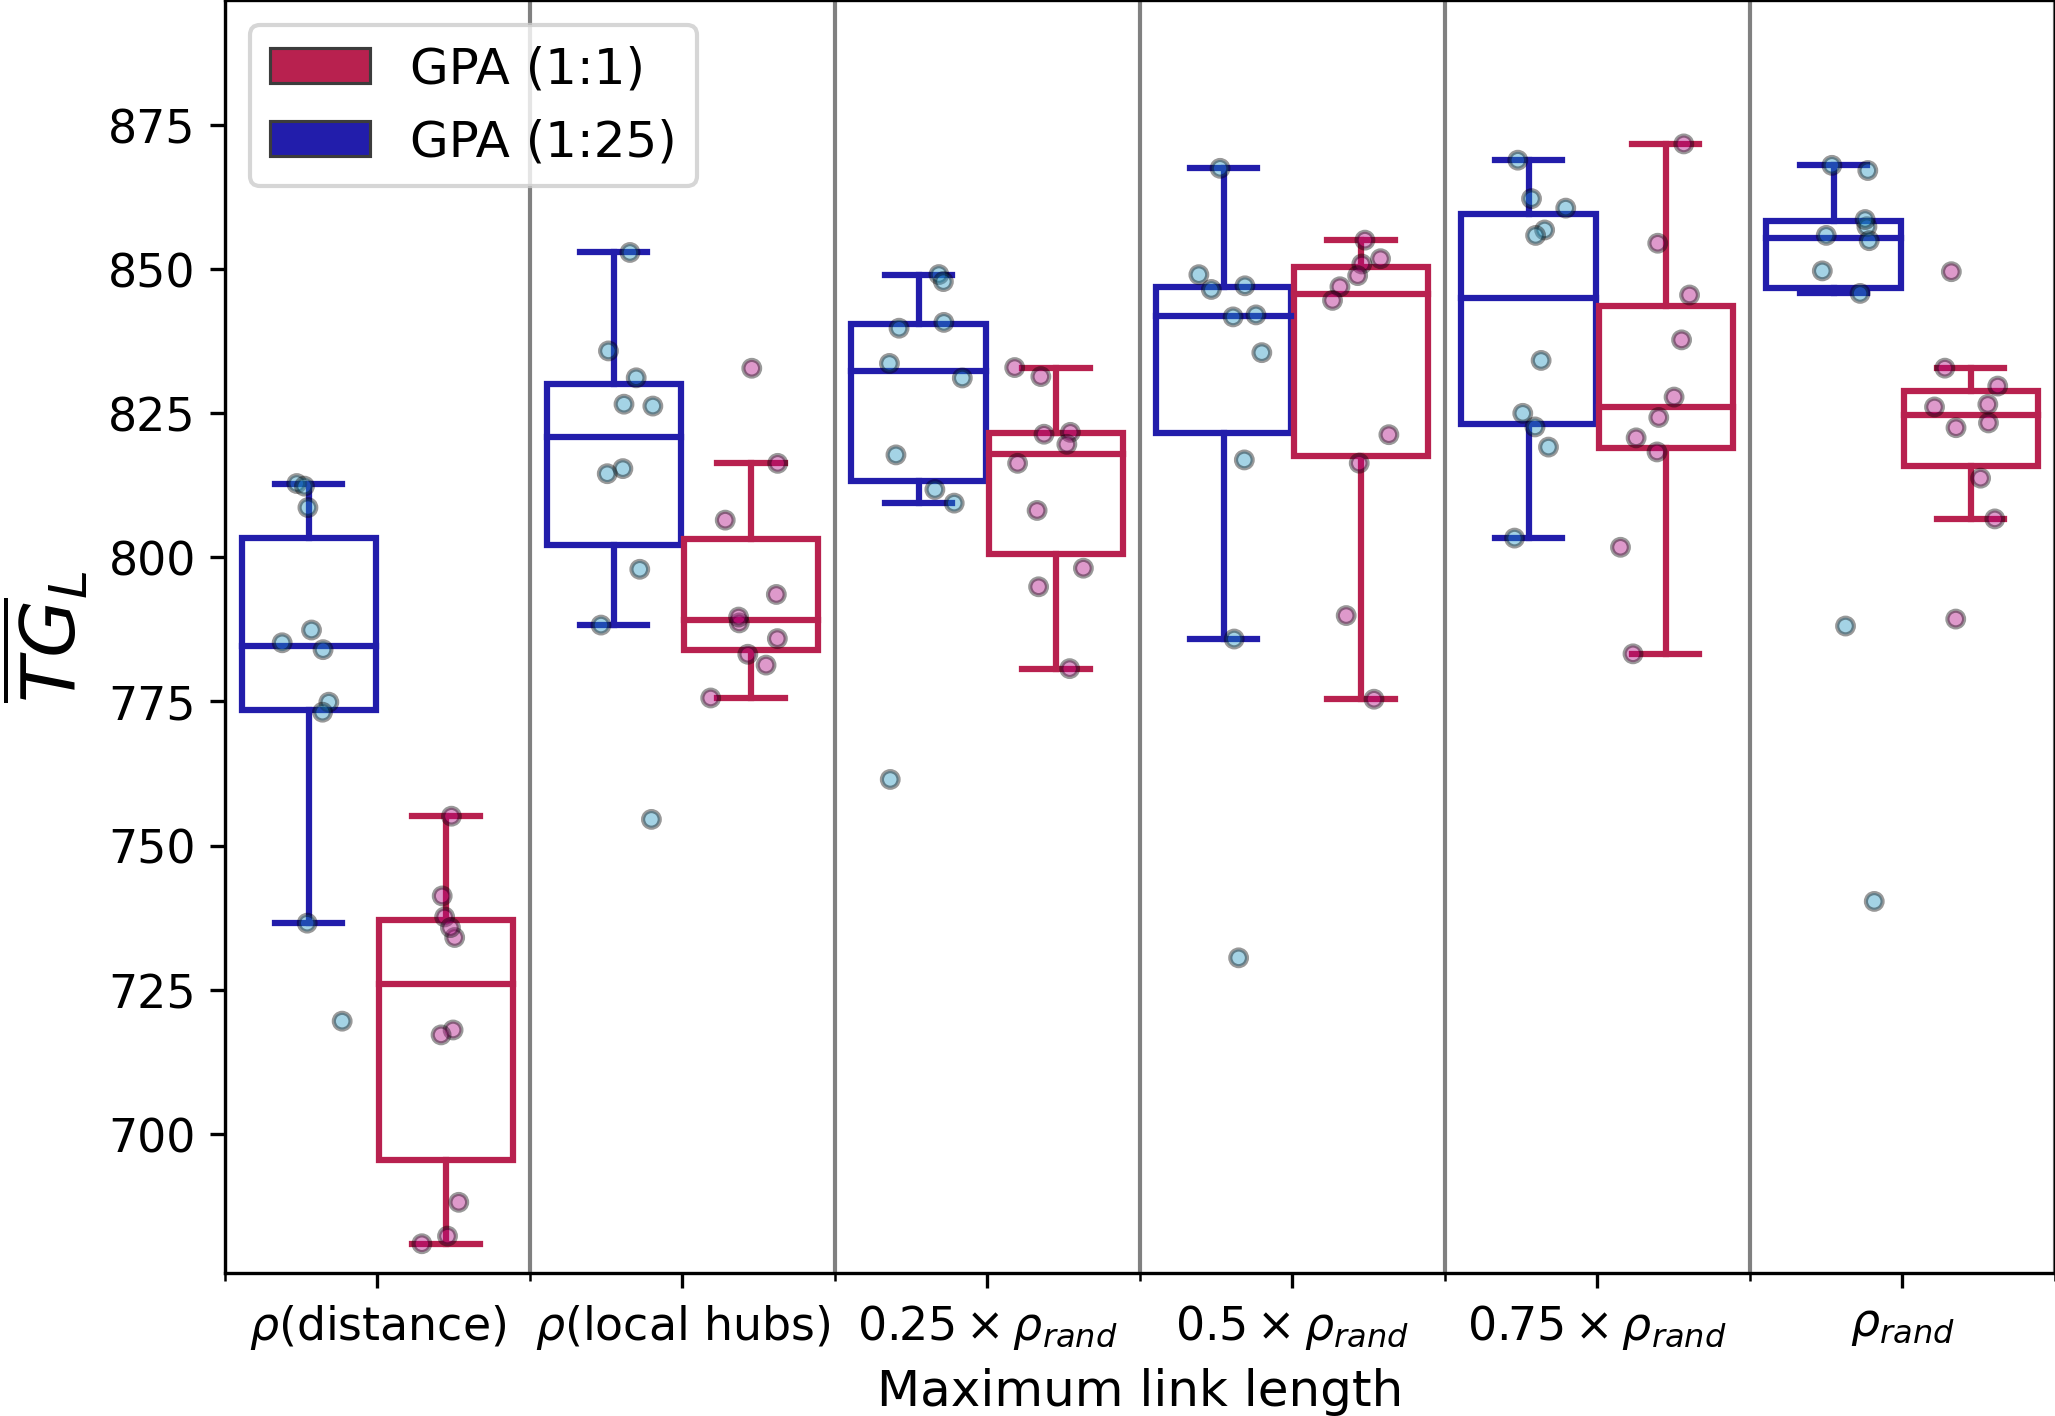 GPA (1:1)
GPA (1:25)
875
850
825
800
775
750
725
700
TG_L
ρ(distance) ρ(local hubs) 0.25 × ρ_rand 0.5 × ρ_rand 0.75 × ρ_rand ρ_rand
Maximum link length